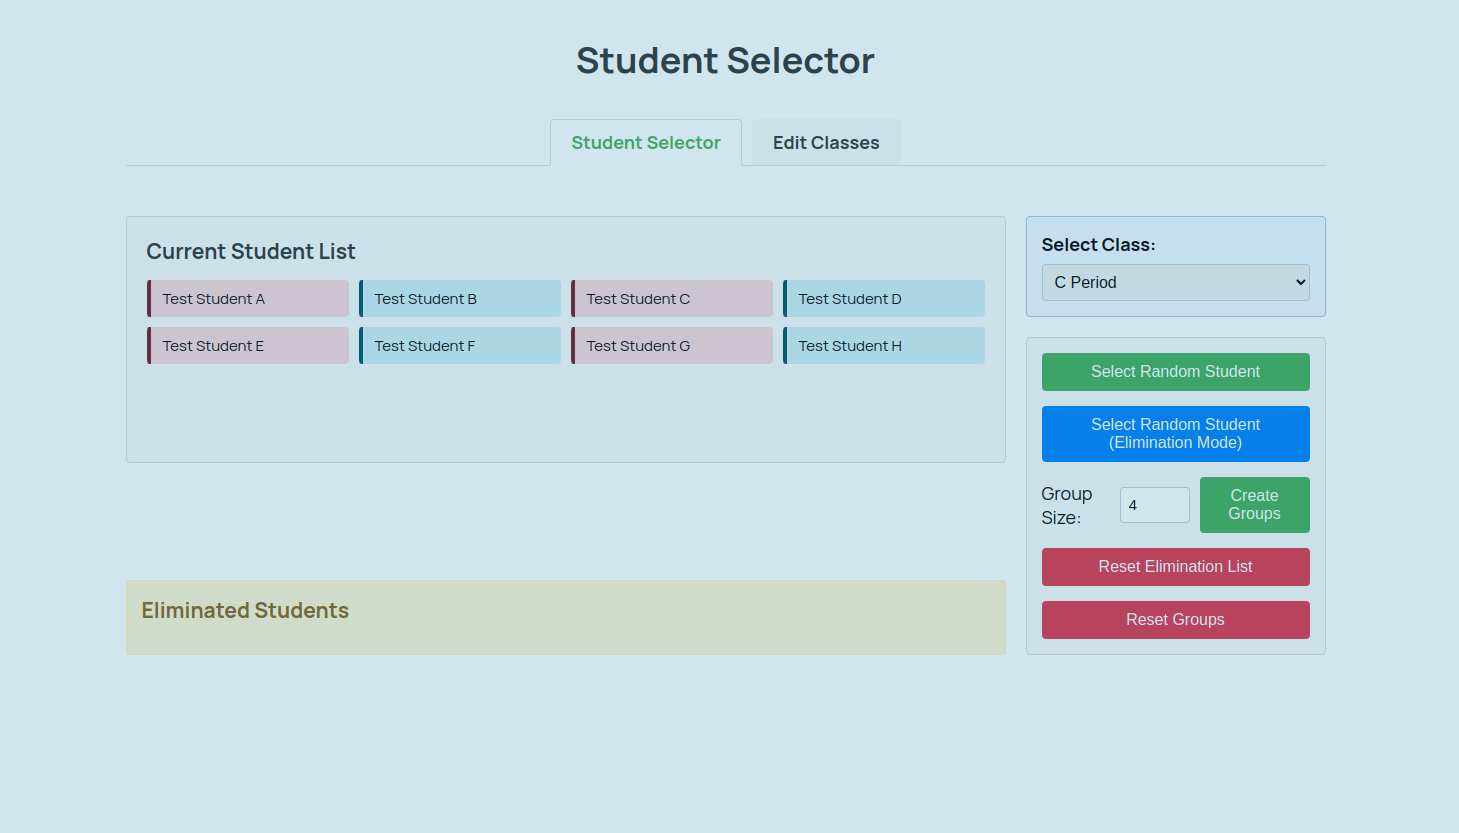 Student Selector
Student Selector
Edit Classes
Current Student List
Test Student A
Test Student B
Test Student C
Test Student D
Test Student E
Test Student F
Test Student G
Test Student H
Eliminated Students
Select Class:
C Period
Select Random Student
Select Random Student
(Elimination Mode)
Group
Size:
4
Create
Groups
Reset Elimination List
Reset Groups